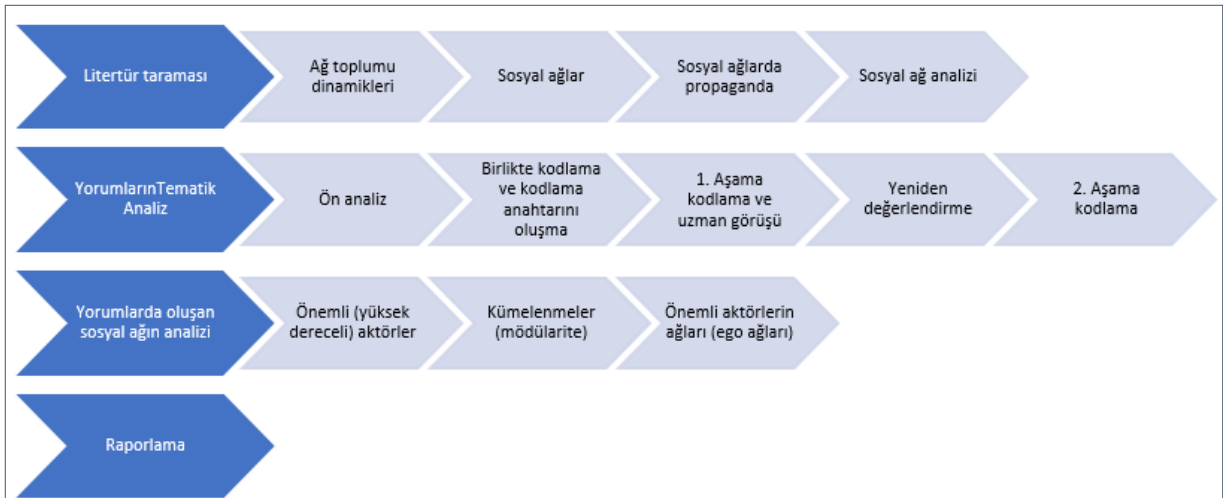 Litertür taraması
Ağ toplumu
dinamikleri
Sosyal ağlar
Sosyal ağlarda
propaganda
Sosyal ağ analizi
YorumlarınTematik
Analiz
Ön analiz
Birlikte kodlama
ve kodlama
anahtarını
oluşma
1. Aşama
kodlama ve
uzman görüşü
Yeniden
değerlendirme
2. Aşama
kodlama
Yorumlarda oluşan
sosyal ağın analizi
Önemli (yüksek
dereceli) aktörler
Kümelenmeler
(mödülarite)
Önemli aktörlerin
ağları (ego ağları)
Raporlama